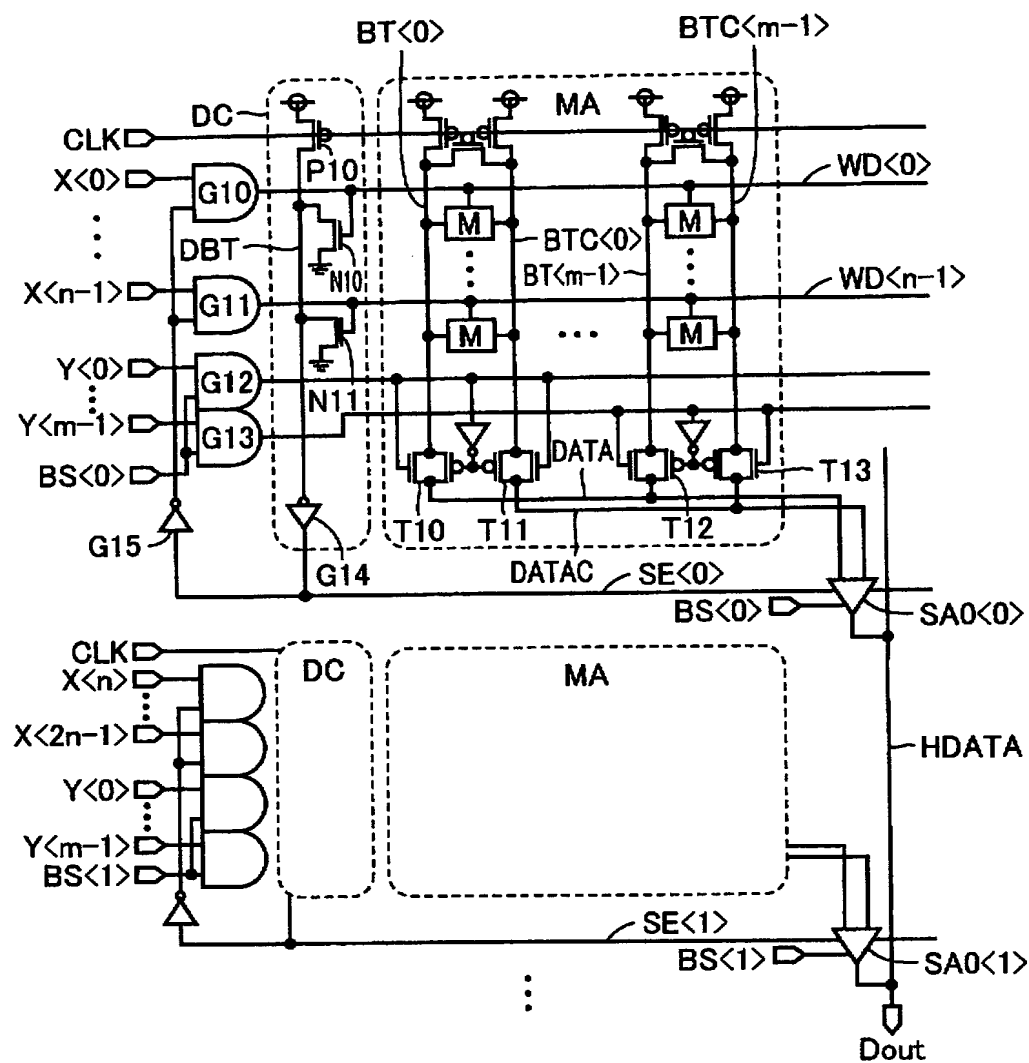 BT<0>
BTC<m-1>
DC
MA
CLK
P10
X<0>
G10
WD<0>
M
M
DBT
N10
BTC<0>
BT<m-1>
X<n-1>
G11
WD<n-1>
M
M
Y<0>
G12
N11
Y<m-1>
G13
BS<0>
DATA
T13
T10
T11
T12
G15
G14
DATAC
SE<0>
BS<0>
SA0<0>
CLK
DC
MA
X<n>
X<2n-1>
HDATA
Y<0>
Y<m-1>
BS<1>
SE<1>
BS<1>
SA0<1>
Dout